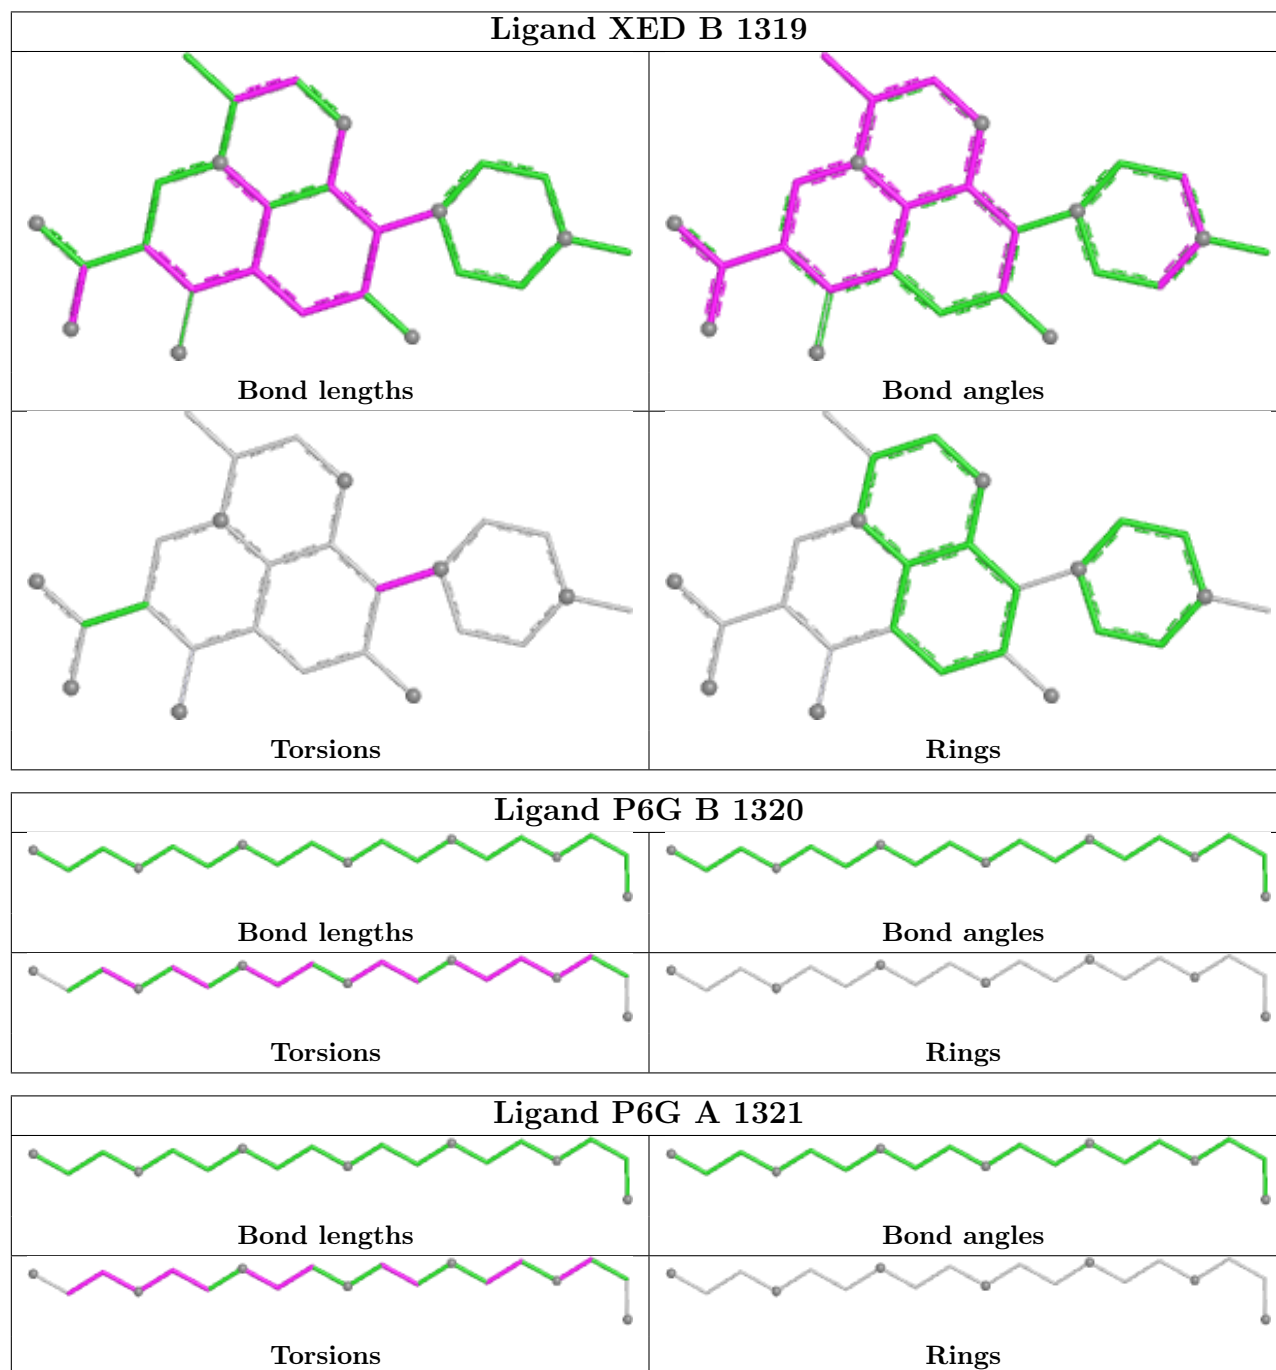 Ligand XED B 1319
Bond lengths
Bond angles
Torsions
Rings
Ligand P6G B 1320
Bond lengths
Bond angles
Torsions
Rings
Ligand P6G A 1321
Bond lengths
Bond angles
Torsions
Rings